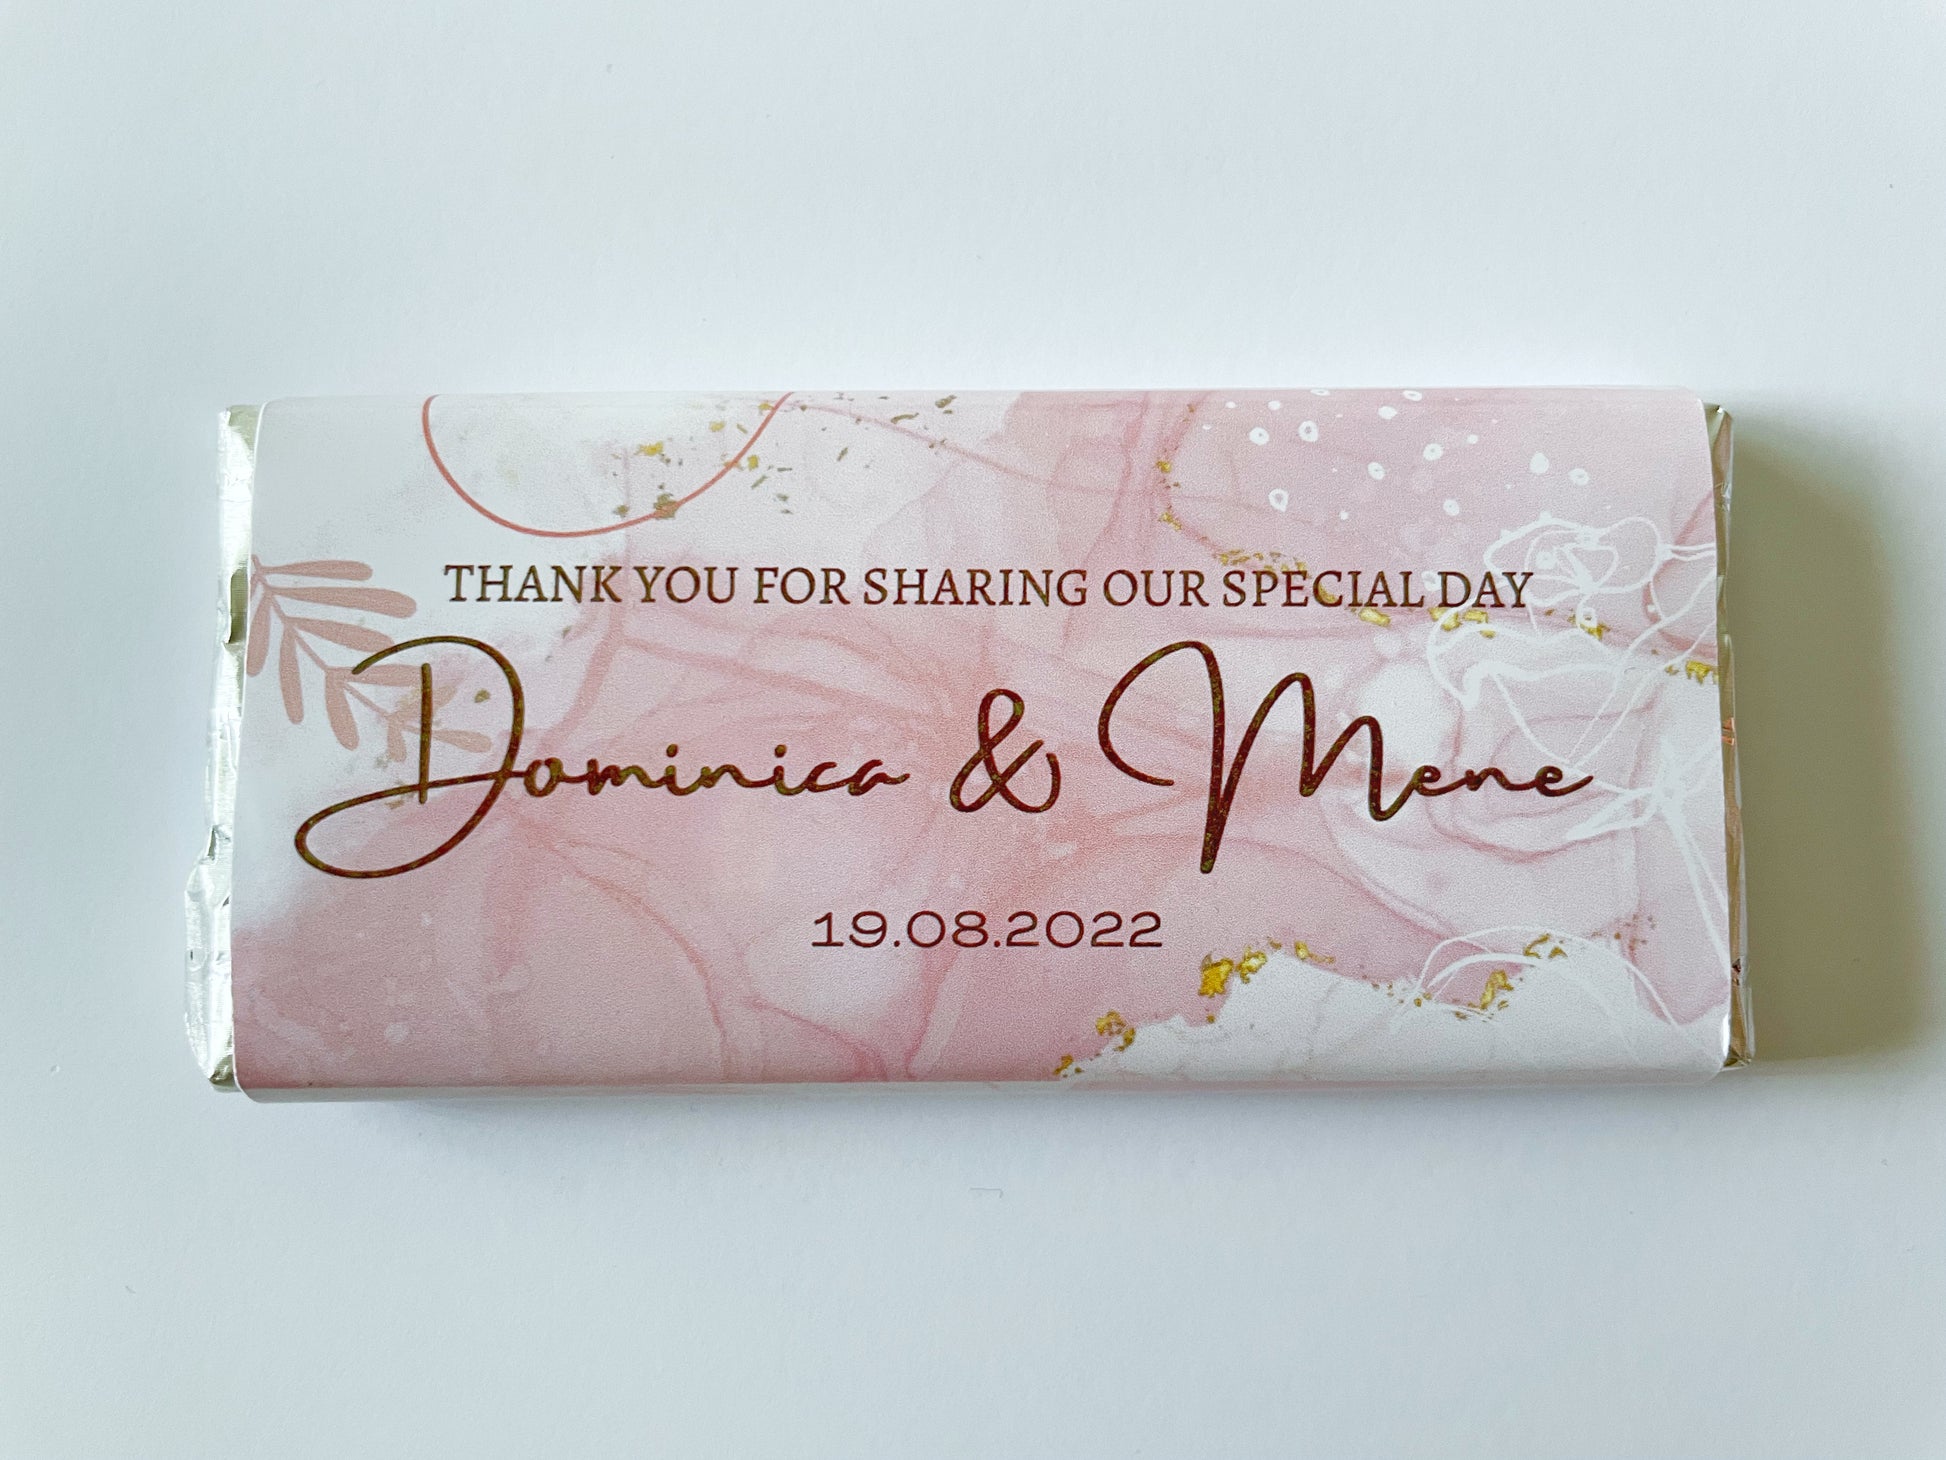 THANK YOU FOR SHARING OUR SPECIAL DAY
Dominica & Mene
19.08.2022